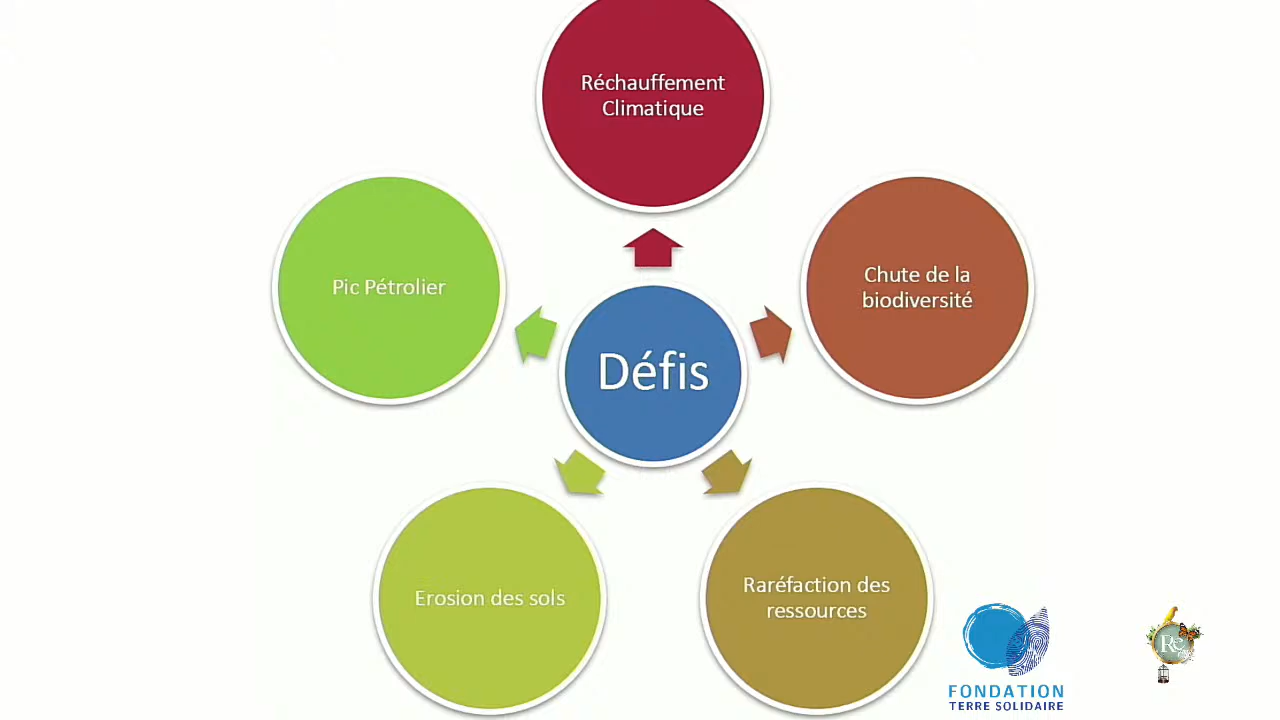 Réchauffement
Climatique
Pic Pétrolier
Chute de la
biodiversité
Défis
Erosion des sols
Raréfaction des
ressources
FONDATION
TERRE SOLIDAIRE